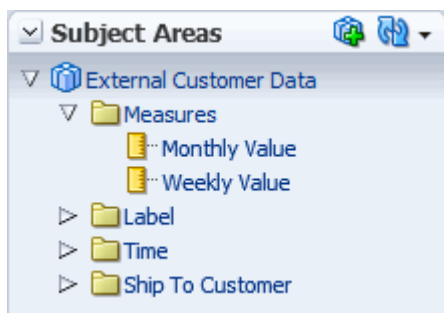 Subject Areas
External Customer Data
Measures
Monthly Value
Weekly Value
Label
Time
Ship To Customer